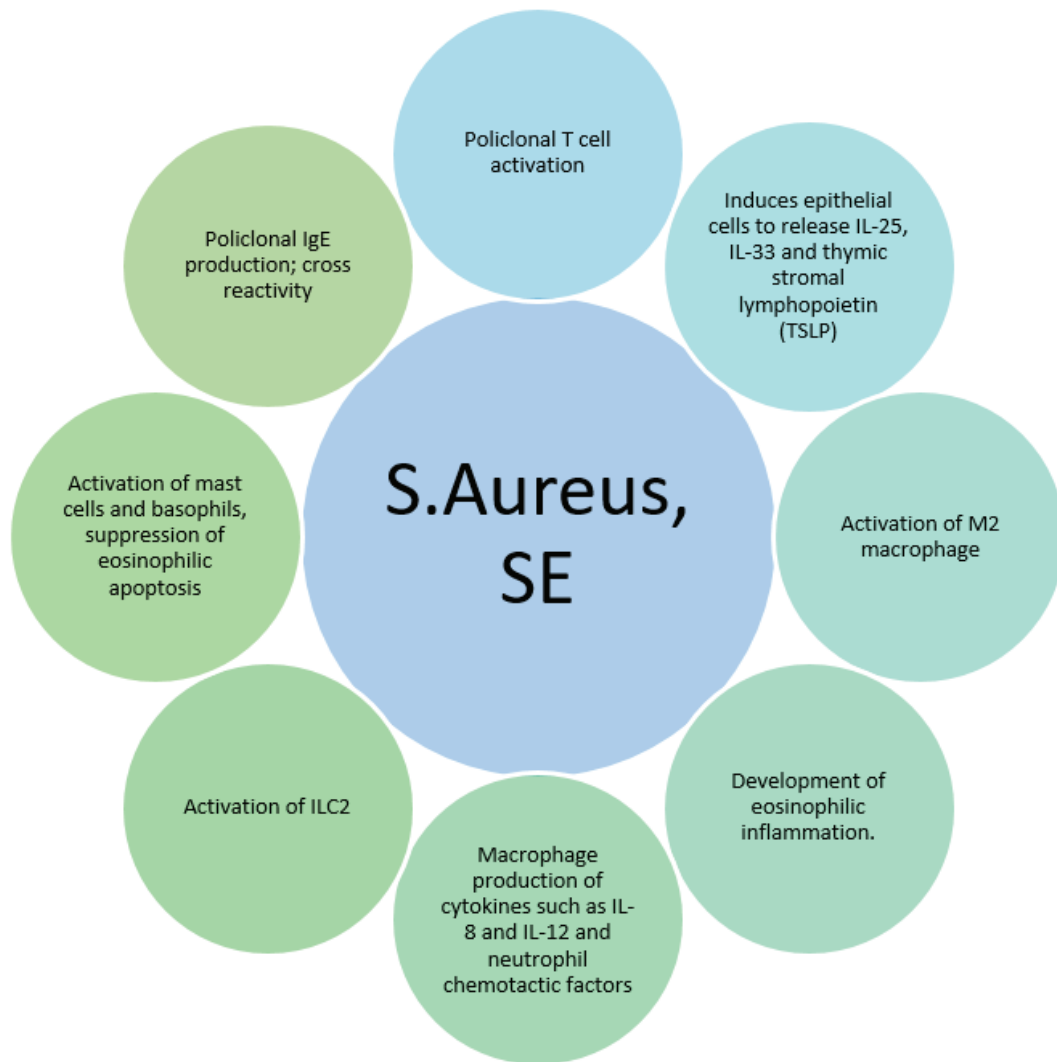 Policlonal T cell
activation
Induces epithelial
cells to release IL-25,
IL-33 and thymic
stromal
lymphopoietin
(TSLP)
Activation of M2
macrophage
Development of
eosinophilic
inflammation.
Macrophage
production of
cytokines such as IL-
8 and IL-12 and
neutrophil
chemotactic factors
Activation of ILC2
Activation of mast
cells and basophils,
suppression of
eosinophilic
apoptosis
Policlonal IgE
production; cross
reactivity
S.Aureus,
SE